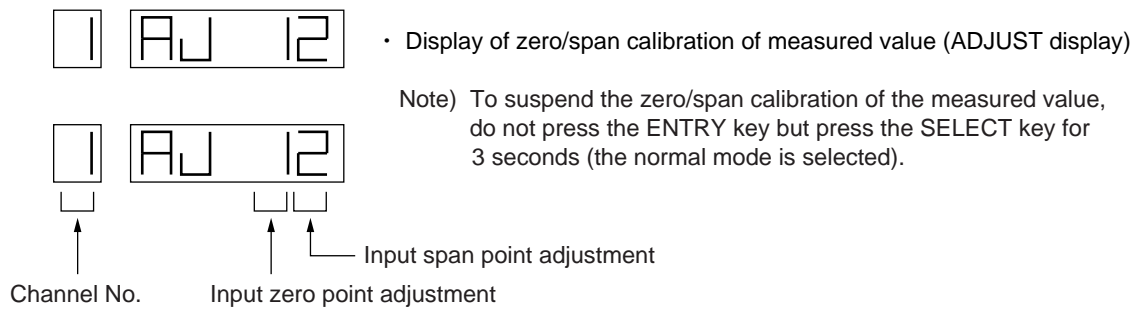 1 AJ 12
・ Display of zero/span calibration of measured value (ADJUST display)
Note) To suspend the zero/span calibration of the measured value,
do not press the ENTRY key but press the SELECT key for
3 seconds (the normal mode is selected).
1 AJ 12
Input span point adjustment
Channel No. Input zero point adjustment